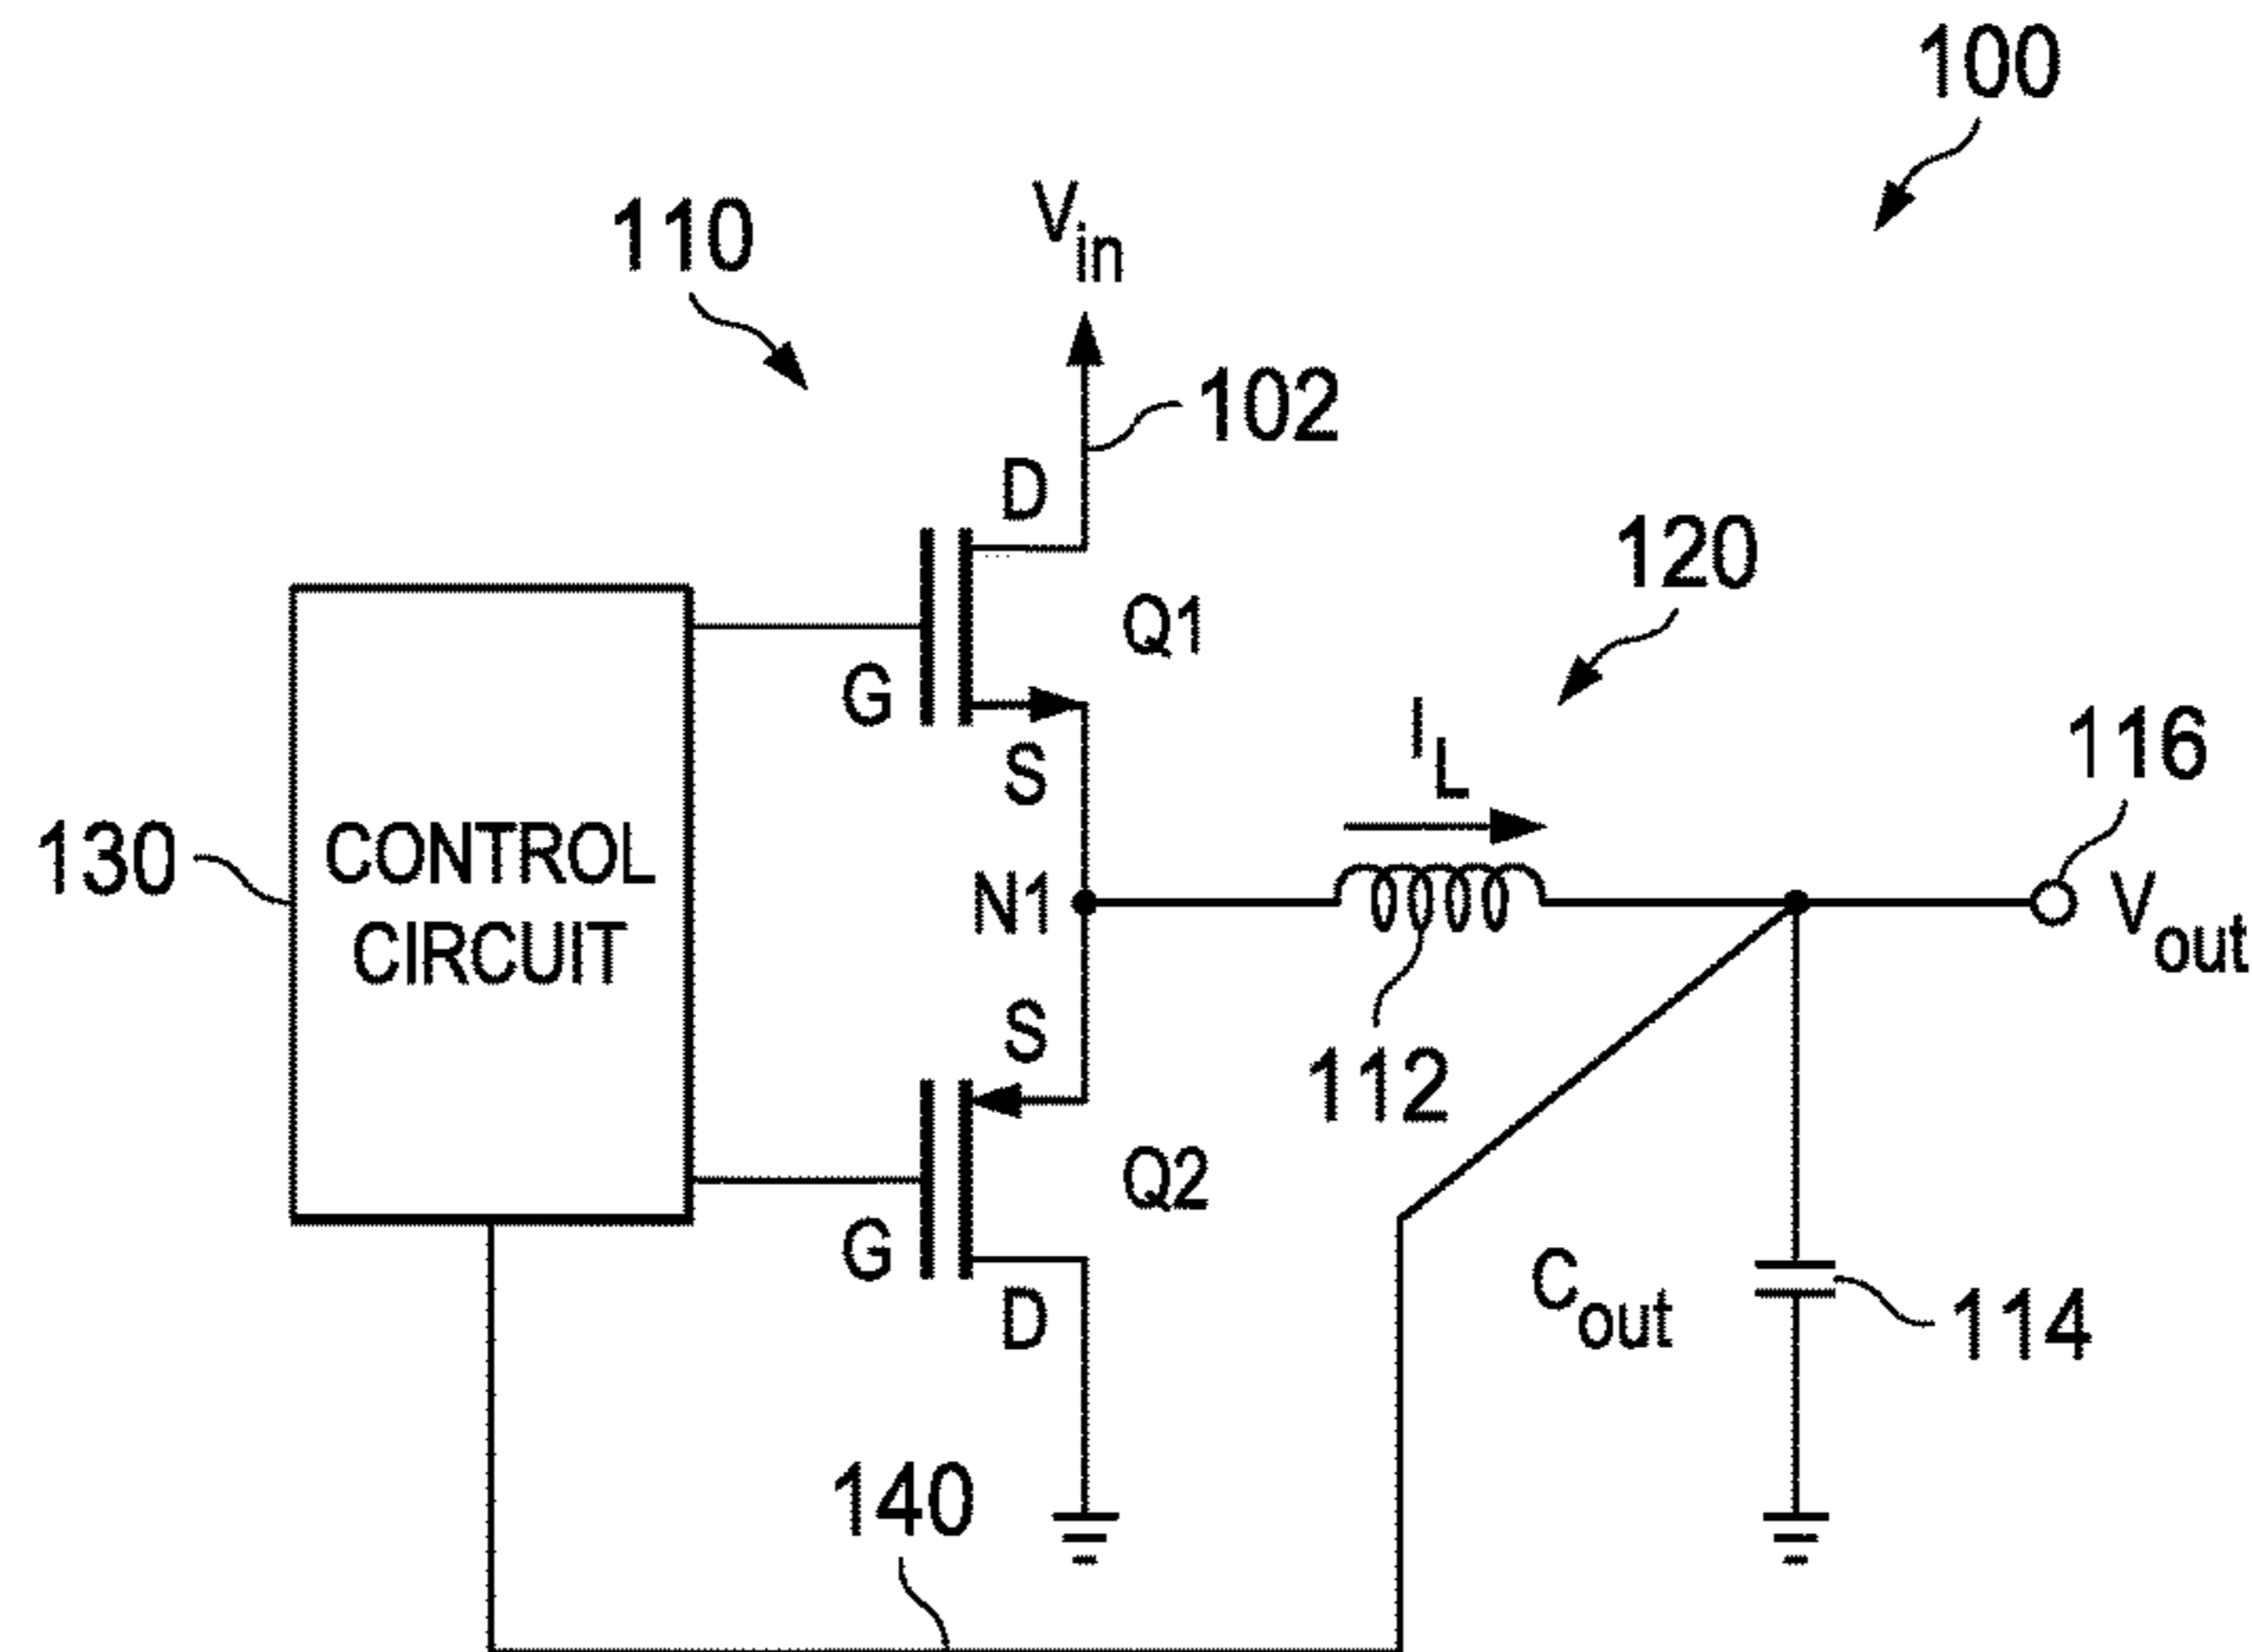 100
110
Vin
102
D
120
Q1
G
IL
116
S
130
CONTROL
CIRCUIT
N1
Vout
S
112
Q2
G
Cout
D
114
140